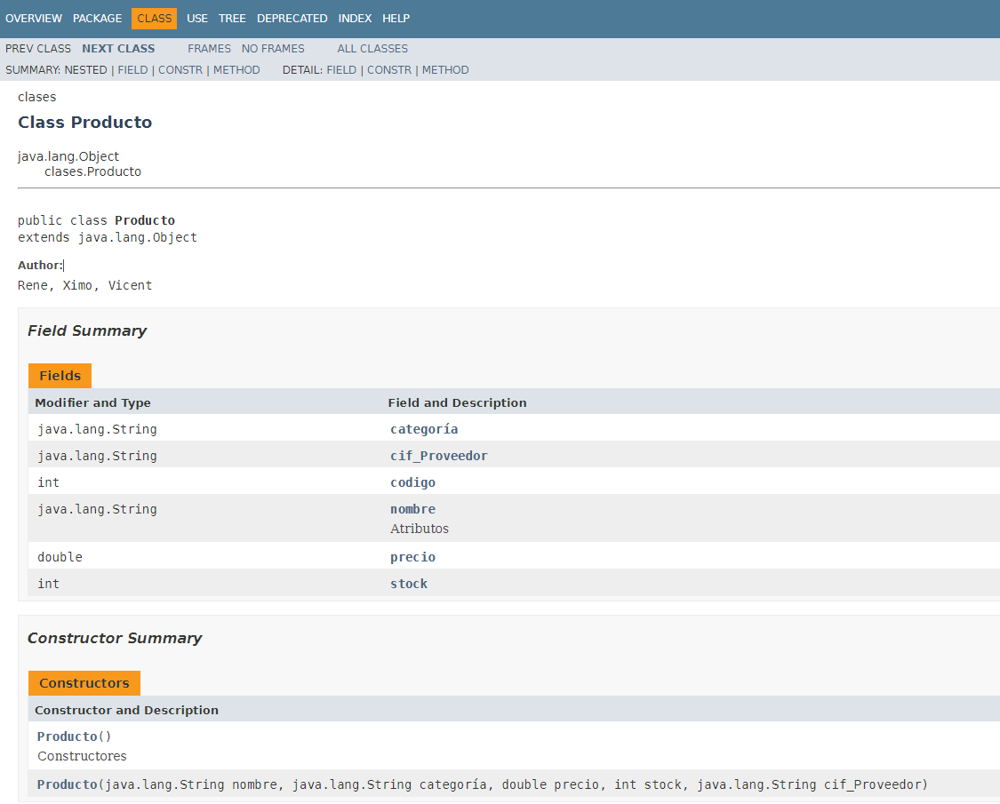 OVERVIEW PACKAGE CLASS USE TREE DEPRECATED INDEX HELP
PREV CLASS NEXT CLASS FRAMES NO FRAMES ALL CLASSES
SUMMARY: NESTED | FIELD | CONSTR | METHOD DETAIL: FIELD | CONSTR | METHOD
clases
Class Producto
java.lang.Object
clases.Producto
public class Producto
extends java.lang.Object
Author:
Rene, Ximo, Vicent
Field Summary
Fields
Modifier and Type Field and Description
java.lang.String categoría
java.lang.String cif_Proveedor
int codigo
java.lang.String nombre
Atributos
double precio
int stock
Constructor Summary
Constructors
Constructor and Description
Producto()
Constructores
Producto(java.lang.String nombre, java.lang.String categoría, double precio, int stock, java.lang.String cif_Proveedor)